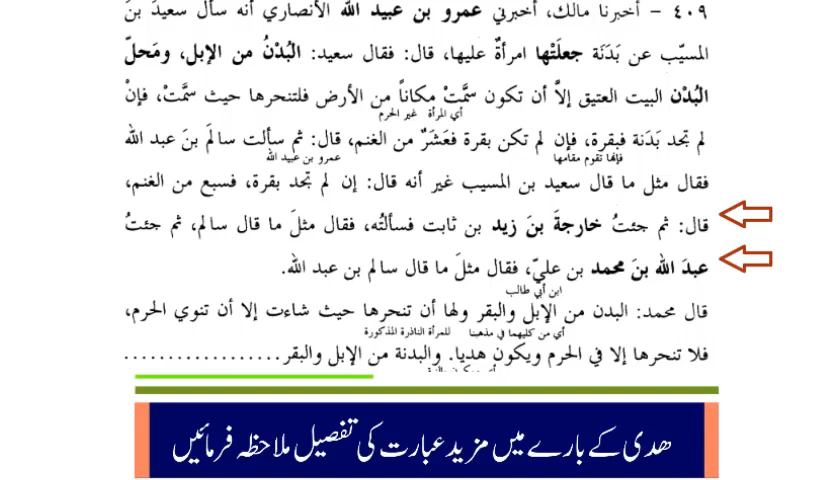 ٤٠٩ - أخبرنا مالك، أخبرني عمرو بن عبيد الله الأنصاري أنه سأل سعيدَ بنَ
المسيّب عن بَدَنَة جعلَتْها امرأةٌ عليها، قال: فقال سعيد: البُدْنُ من الإبل، ومَحلّ
البُدْن البيت العتيق إلاَّ أن تكون سمَّتْ مكاناً من الأرض فلتنحرها حيث سمَّتْ، فإنْ
أي المرأة غير الحرم
لم تجد بَدَنة فبقرة، فإن لم تكن بقرة فعَشَرٌ من الغنم، قال: ثم سألت سالمَ بنَ عبد الله
فإنها تقوم مقامها عمرو بن عبيد الله
فقال مثل ما قال سعيد بن المسيب غير أنه قال: إن لم تجد بقرة، فسبع من الغنم،
قال: ثم جئتُ خارجةَ بنَ زيد بن ثابت فسألتُه، فقال مثلَ ما قال سالم، ثم جئتُ
عبدَ الله بنَ محمد بن عليّ، فقال مثلَ ما قال سالم بن عبد الله.
ابن أبي طالب
قال محمد: البدن من الإبل والبقر ولها أن تنحرها حيث شاءت إلا أن تنوي الحرم،
أي من كليهما في مذهبنا للمرأة الناذرة المذكورة
فلا تنحرها إلا في الحرم ويكون هديا. والبدنة من الإبل والبقر..................
ھدی کے بارے میں مزید عبارت کی تفصیل ملاحظہ فرمائیں